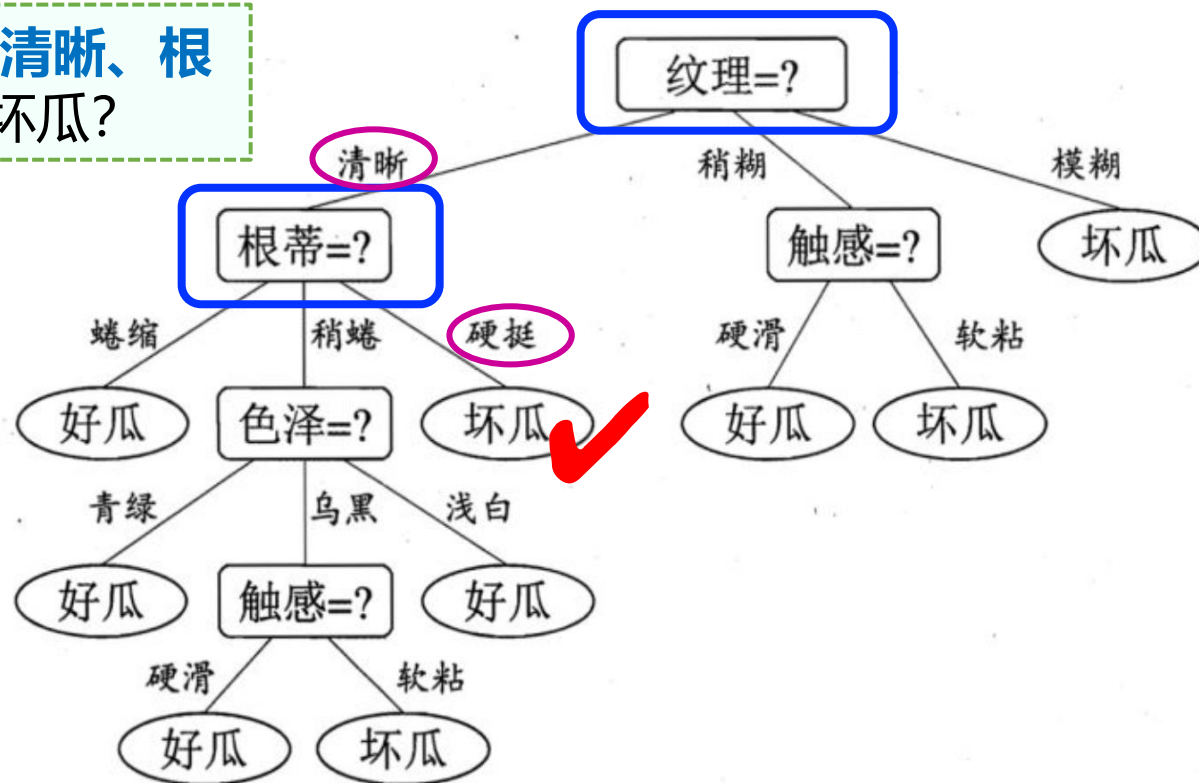 清晰、根
坏瓜?
纹理=?
清晰 稍糊 模糊
根蒂=? 触感=? 坏瓜
蜷缩 稍蜷 硬挺 硬滑 软粘
好瓜 色泽=? 坏瓜 好瓜 坏瓜
青绿 乌黑 浅白
好瓜 触感=? 好瓜
硬滑 软粘
好瓜 坏瓜